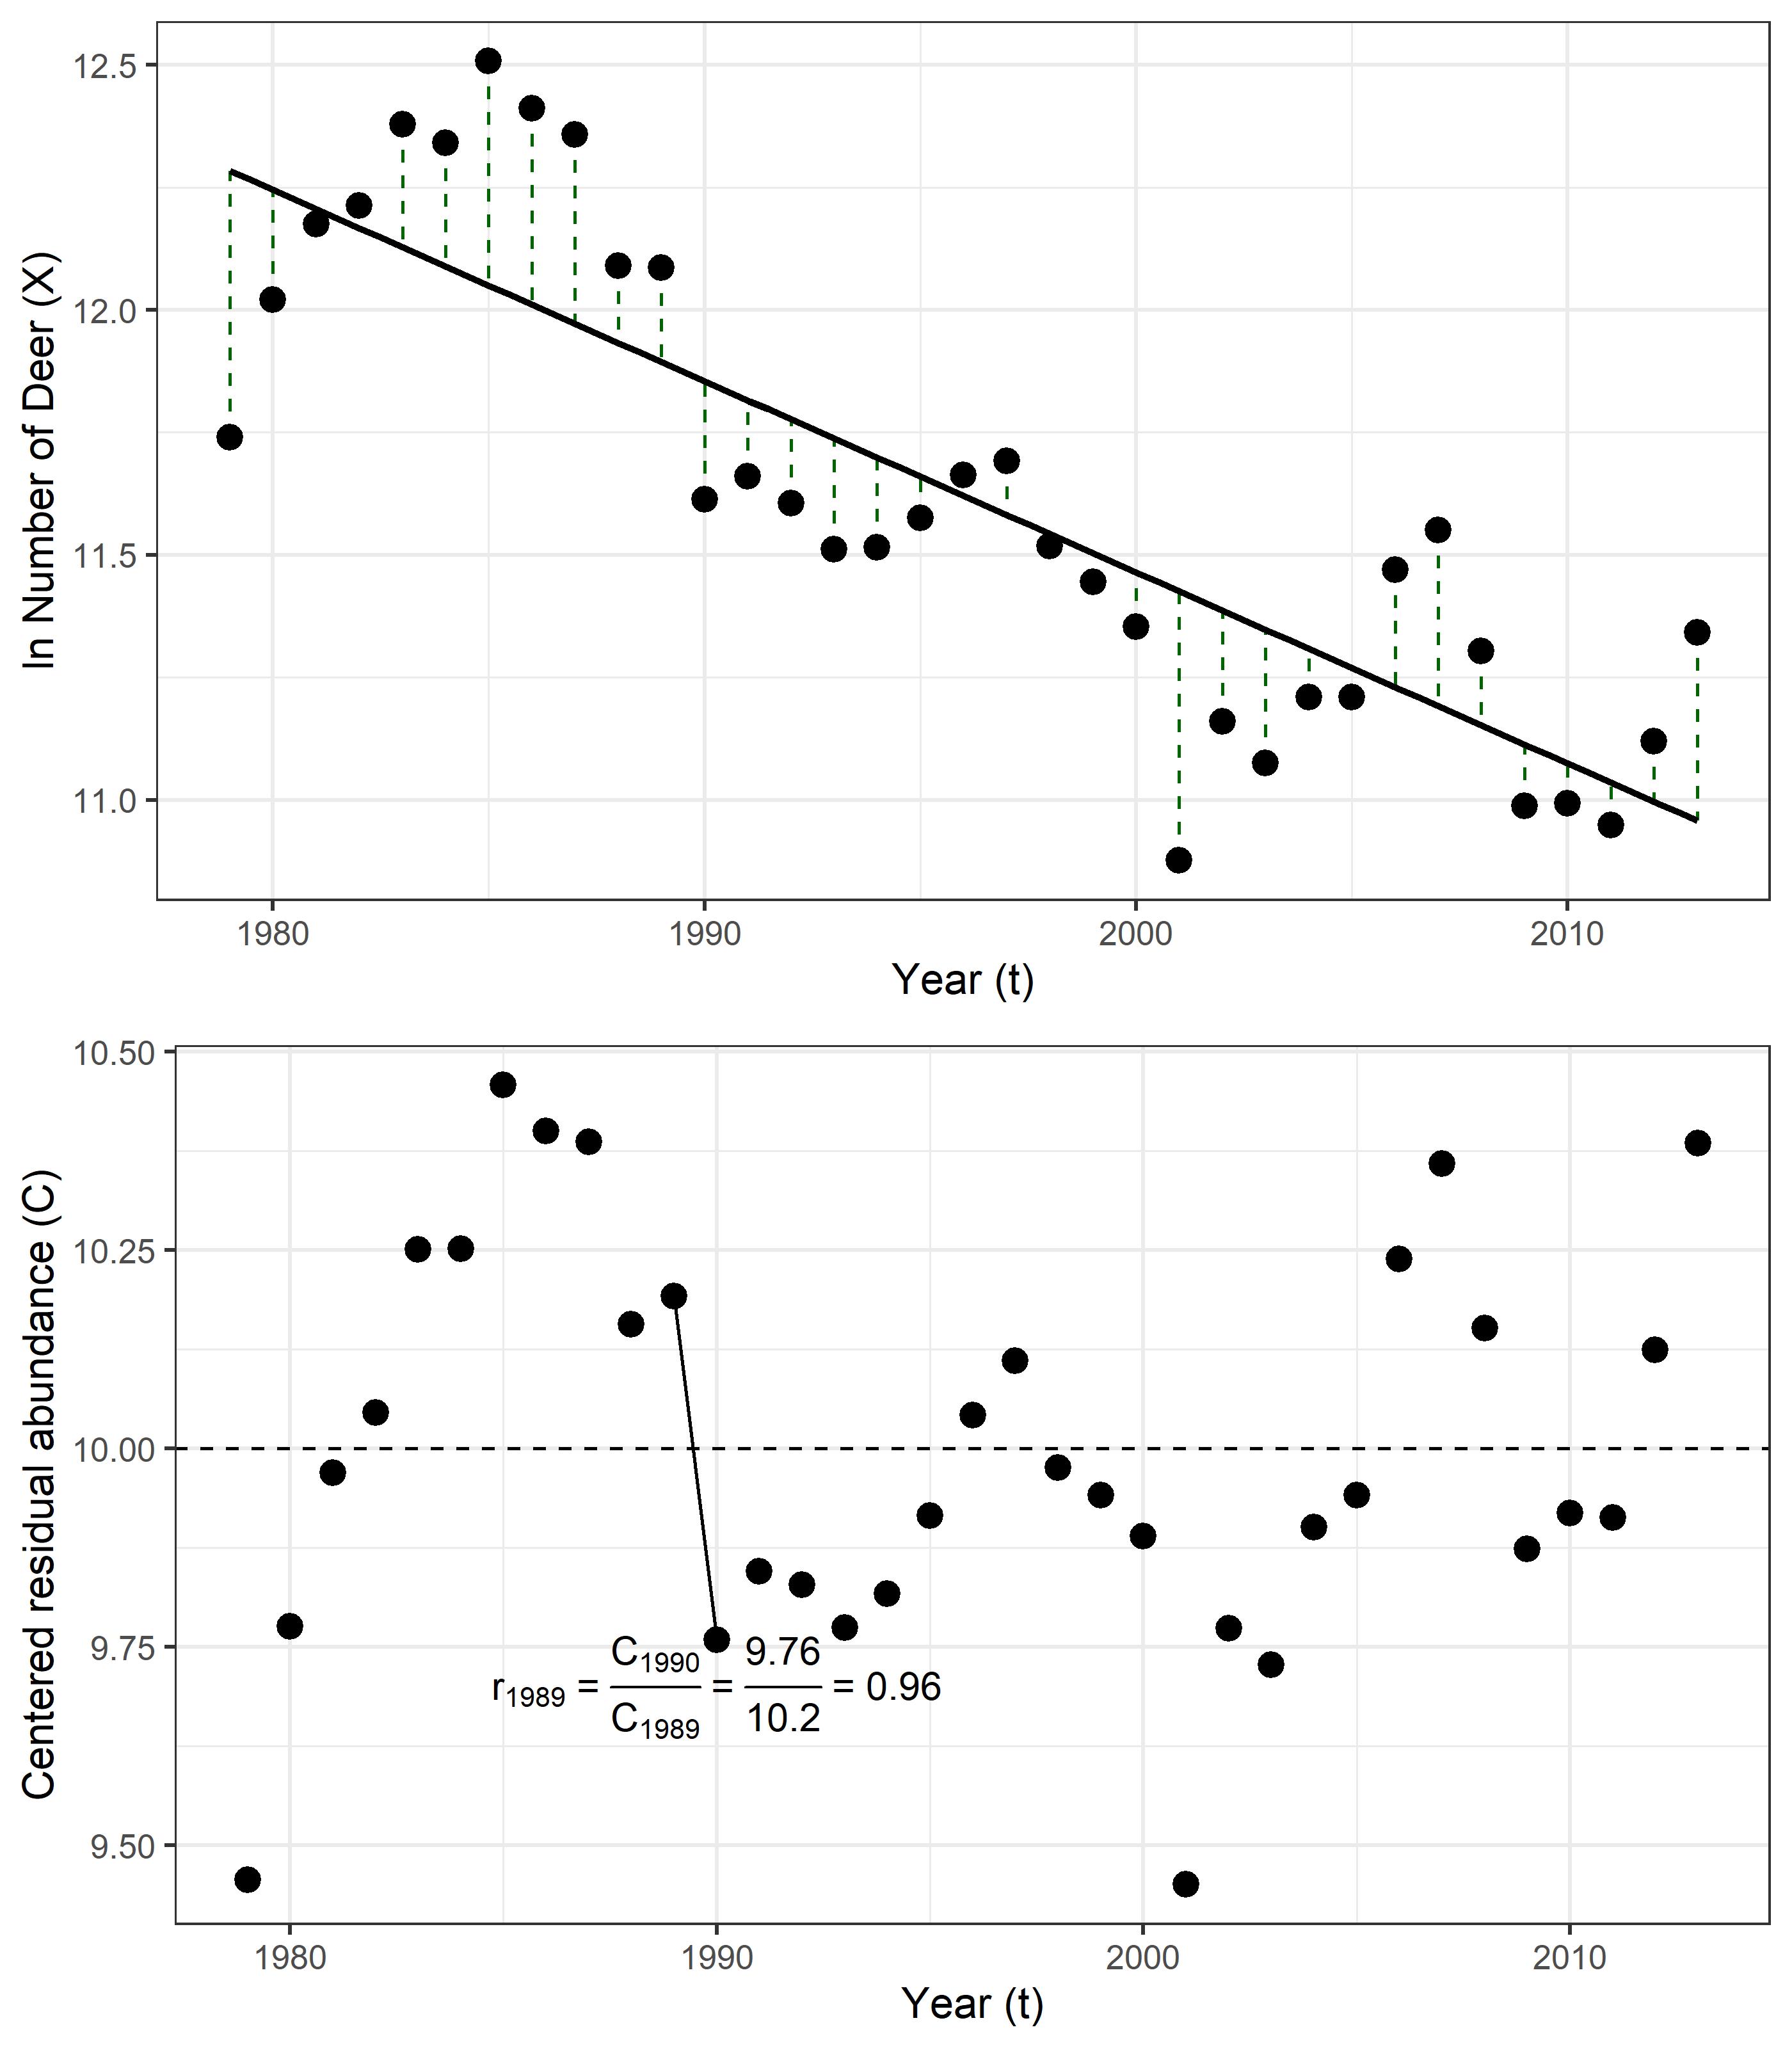 12.5
12.0
11.5
11.0
ln Number of Deer (X)
1980 1990 2000 2010
Year (t)
10.50
10.25
10.00
9.75
9.50
Centered residual abundance (C)
r1989 = C1990 / C1989 = 9.76 / 10.2 = 0.96
1980 1990 2000 2010
Year (t)